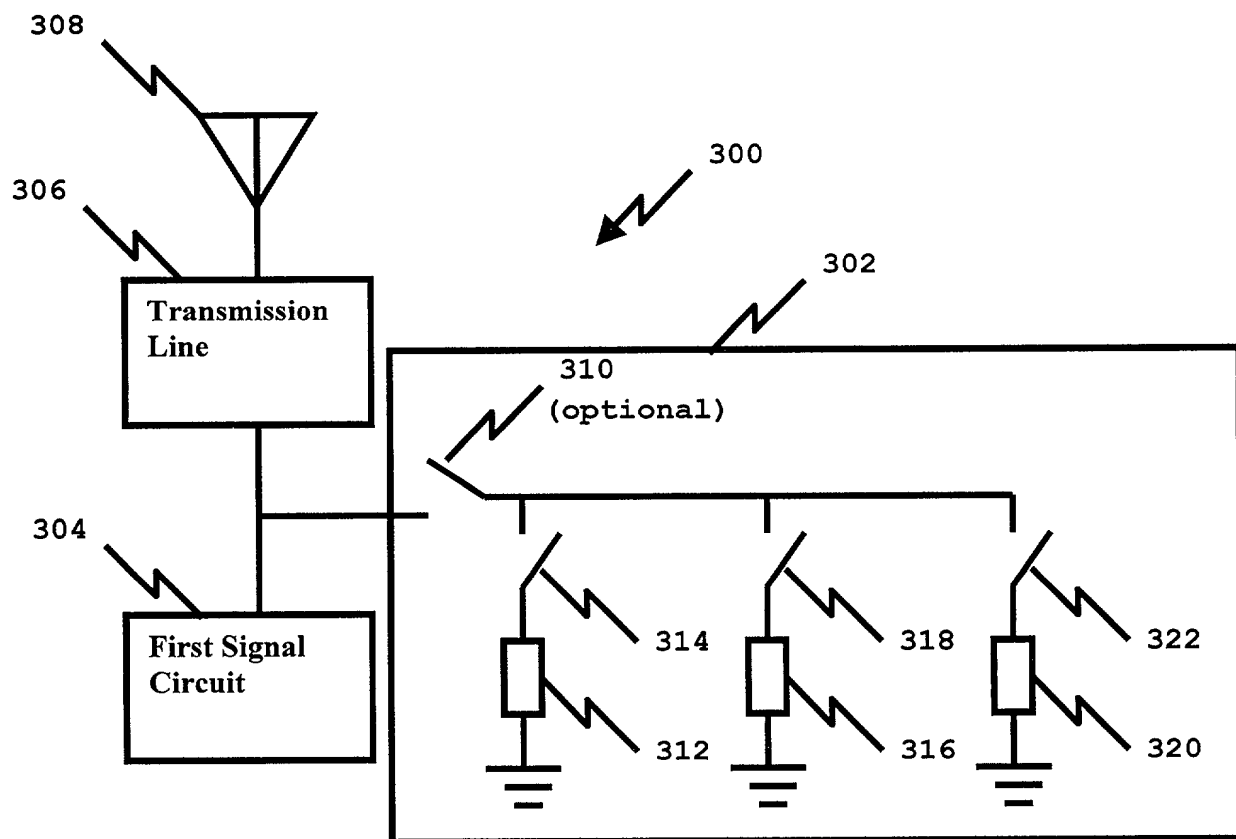 308
300
306
302
Transmission
Line
310
(optional)
304
First Signal
Circuit
314
318
322
312
316
320